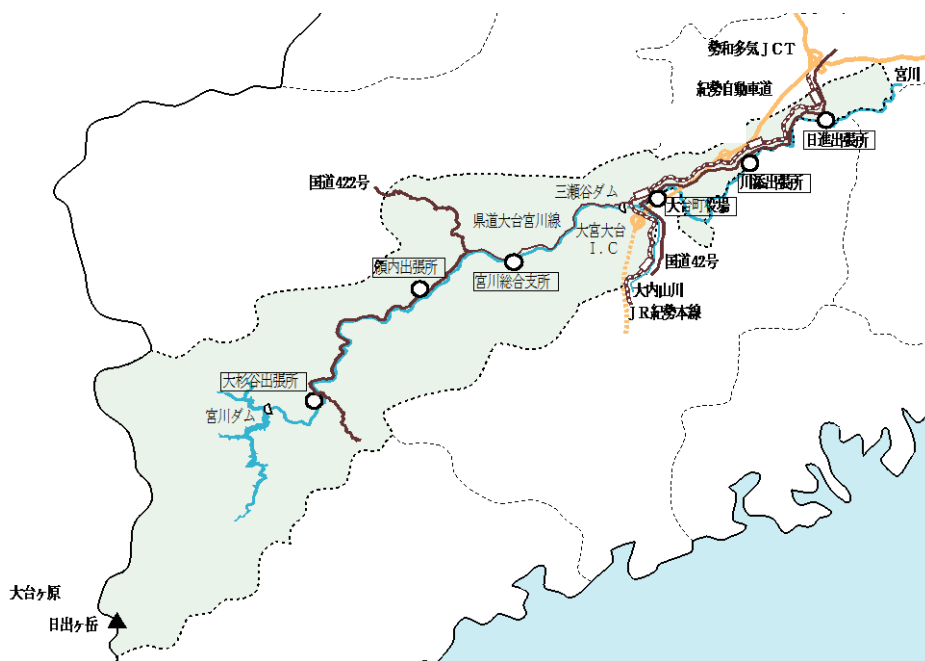 勢和多気ＪＣＴ
宮川
紀勢自動車道
日進出張所
川添出張所
国道422号
三瀬谷ダム
大台町役場
県道大台宮川線
大宮大台
Ｉ.Ｃ
国道42号
領内出張所
宮川総合支所
大内山川
ＪＲ紀勢本線
大杉谷出張所
宮川ダム
大台ヶ原
日出ヶ岳